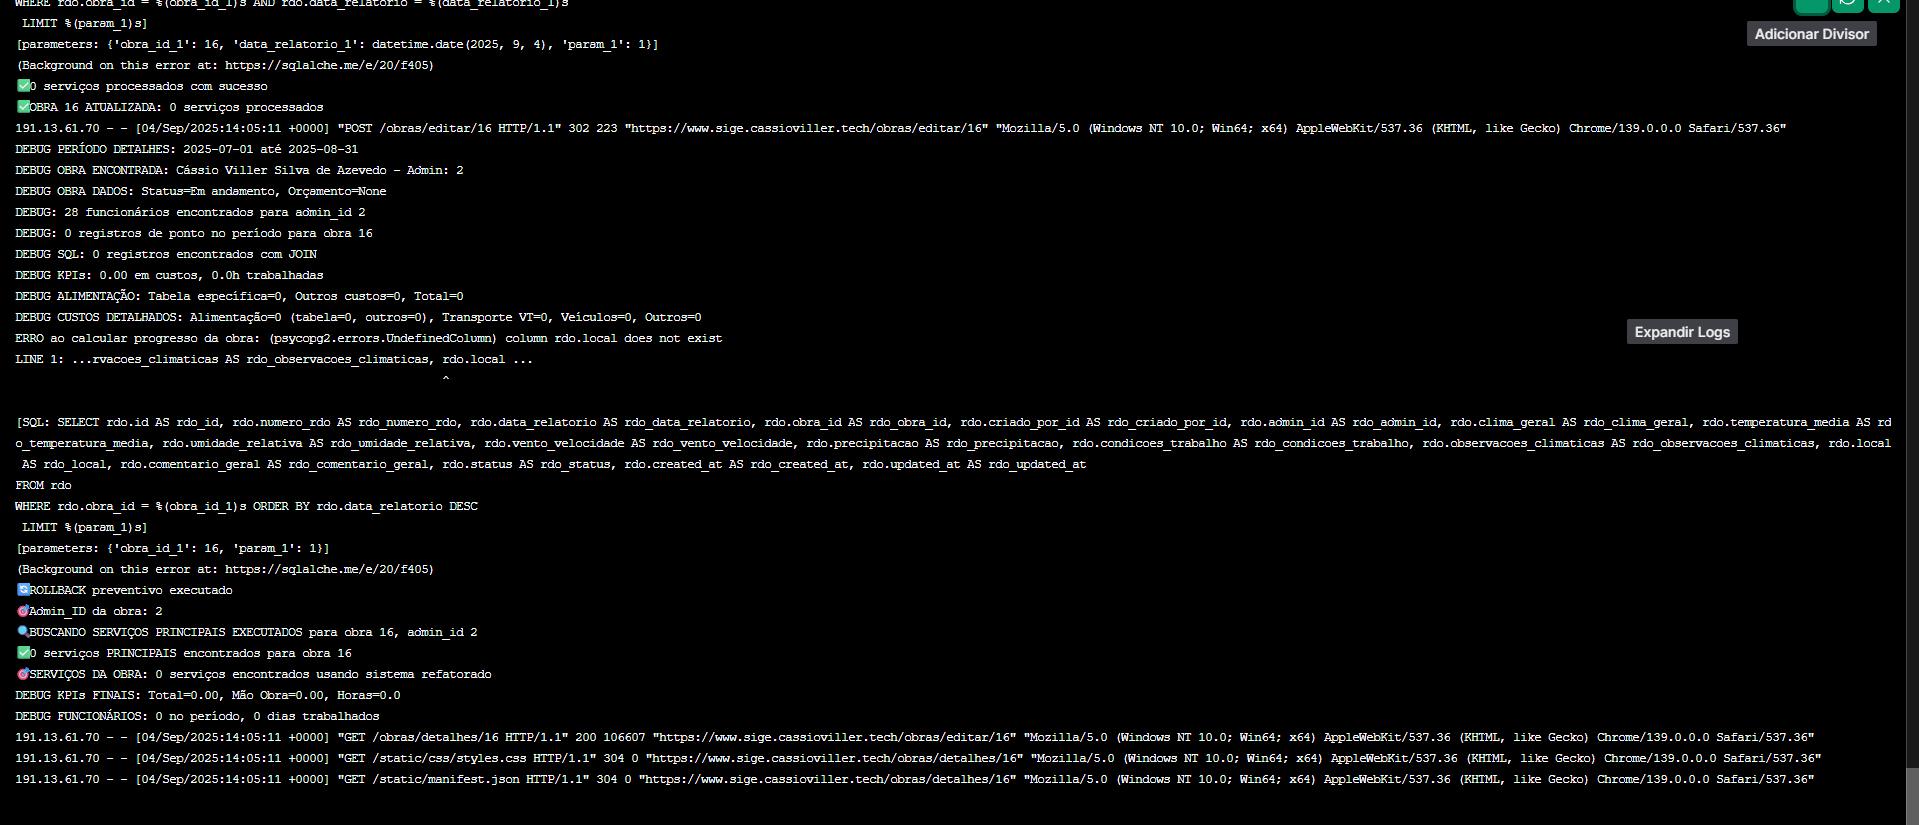 WHERE rdo.obra_id = %(obra_id_1)s AND rdo.data_relatorio = %(data_relatorio_1)s
LIMIT %(param_1)s]
[parameters: {'obra_id_1': 16, 'data_relatorio_1': datetime.date(2025, 9, 4), 'param_1': 1}]
Adicionar Divisor
(Background on this error at: https://sqlalche.me/e/20/f405)
✅0 serviços processados com sucesso
✅OBRA 16 ATUALIZADA: 0 serviços processados
191.13.61.70 - - [04/Sep/2025:14:05:11 +0000] "POST /obras/editar/16 HTTP/1.1" 302 223 "https://www.sige.cassioviller.tech/obras/editar/16" "Mozilla/5.0 (Windows NT 10.0; Win64; x64) AppleWebKit/537.36 (KHTML, like Gecko) Chrome/139.0.0.0 Safari/537.36"
DEBUG PERÍODO DETALHES: 2025-07-01 até 2025-08-31
DEBUG OBRA ENCONTRADA: Cássio Viller Silva de Azevedo - Admin: 2
DEBUG OBRA DADOS: Status=Em andamento, Orçamento=None
DEBUG: 28 funcionários encontrados para admin_id 2
DEBUG: 0 registros de ponto no período para obra 16
DEBUG SQL: 0 registros encontrados com JOIN
DEBUG KPIs: 0.00 em custos, 0.0h trabalhadas
DEBUG ALIMENTAÇÃO: Tabela específica=0, Outros custos=0, Total=0
DEBUG CUSTOS DETALHADOS: Alimentação=0 (tabela=0, outros=0), Transporte VT=0, Veículos=0, Outros=0
ERRO ao calcular progresso da obra: (psycopg2.errors.UndefinedColumn) column rdo.local does not exist
Expandir Logs
LINE 1: ...rvacoes_climaticas AS rdo_observacoes_climaticas, rdo.local ...
^
[SQL: SELECT rdo.id AS rdo_id, rdo.numero_rdo AS rdo_numero_rdo, rdo.data_relatorio AS rdo_data_relatorio, rdo.obra_id AS rdo_obra_id, rdo.criado_por_id AS rdo_criado_por_id, rdo.admin_id AS rdo_admin_id, rdo.clima_geral AS rdo_clima_geral, rdo.temperatura_media AS rd
o_temperatura_media, rdo.umidade_relativa AS rdo_umidade_relativa, rdo.vento_velocidade AS rdo_vento_velocidade, rdo.precipitacao AS rdo_precipitacao, rdo.condicoes_trabalho AS rdo_condicoes_trabalho, rdo.observacoes_climaticas AS rdo_observacoes_climaticas, rdo.local
AS rdo_local, rdo.comentario_geral AS rdo_comentario_geral, rdo.status AS rdo_status, rdo.created_at AS rdo_created_at, rdo.updated_at AS rdo_updated_at
FROM rdo
WHERE rdo.obra_id = %(obra_id_1)s ORDER BY rdo.data_relatorio DESC
LIMIT %(param_1)s]
[parameters: {'obra_id_1': 16, 'param_1': 1}]
(Background on this error at: https://sqlalche.me/e/20/f405)
🔄ROLLBACK preventivo executado
🎯Admin_ID da obra: 2
🔍BUSCANDO SERVIÇOS PRINCIPAIS EXECUTADOS para obra 16, admin_id 2
✅0 serviços PRINCIPAIS encontrados para obra 16
🎯SERVIÇOS DA OBRA: 0 serviços encontrados usando sistema refatorado
DEBUG KPIs FINAIS: Total=0.00, Mão Obra=0.00, Horas=0.0
DEBUG FUNCIONÁRIOS: 0 no período, 0 dias trabalhados
191.13.61.70 - - [04/Sep/2025:14:05:11 +0000] "GET /obras/detalhes/16 HTTP/1.1" 200 106607 "https://www.sige.cassioviller.tech/obras/editar/16" "Mozilla/5.0 (Windows NT 10.0; Win64; x64) AppleWebKit/537.36 (KHTML, like Gecko) Chrome/139.0.0.0 Safari/537.36"
191.13.61.70 - - [04/Sep/2025:14:05:11 +0000] "GET /static/css/styles.css HTTP/1.1" 304 0 "https://www.sige.cassioviller.tech/obras/detalhes/16" "Mozilla/5.0 (Windows NT 10.0; Win64; x64) AppleWebKit/537.36 (KHTML, like Gecko) Chrome/139.0.0.0 Safari/537.36"
191.13.61.70 - - [04/Sep/2025:14:05:11 +0000] "GET /static/manifest.json HTTP/1.1" 304 0 "https://www.sige.cassioviller.tech/obras/detalhes/16" "Mozilla/5.0 (Windows NT 10.0; Win64; x64) AppleWebKit/537.36 (KHTML, like Gecko) Chrome/139.0.0.0 Safari/537.36"